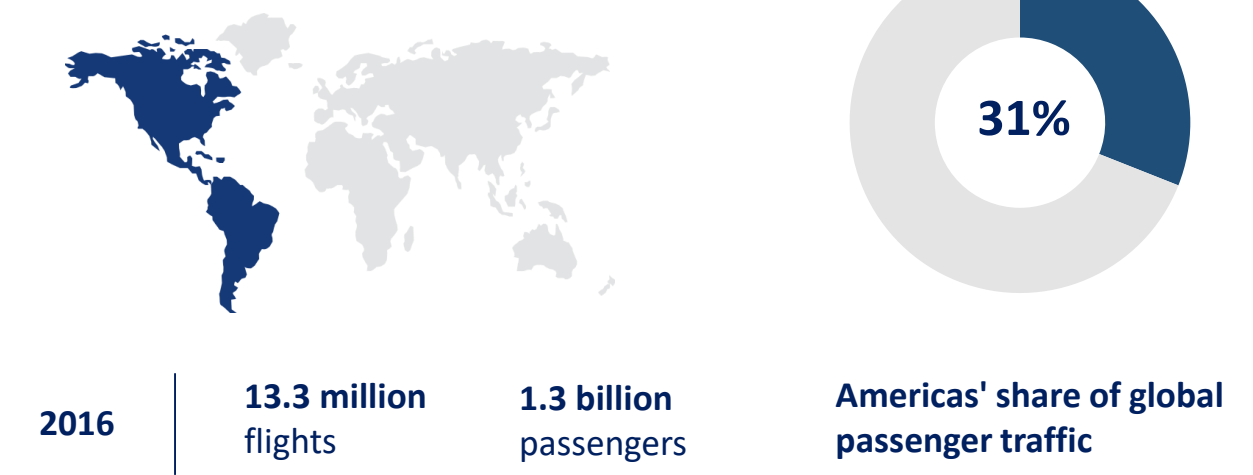 31%
2016
13.3 million
flights
1.3 billion
passengers
Americas' share of global
passenger traffic